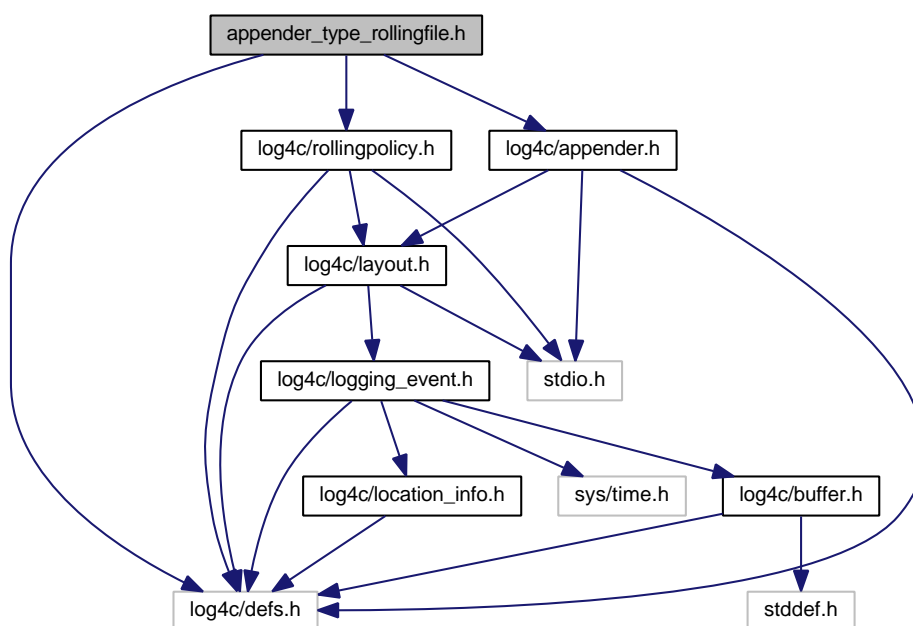 appender_type_rollingfile.h
log4c/rollingpolicy.h
log4c/appender.h
log4c/layout.h
log4c/logging_event.h
stdio.h
log4c/location_info.h
sys/time.h
log4c/buffer.h
log4c/defs.h
stddef.h